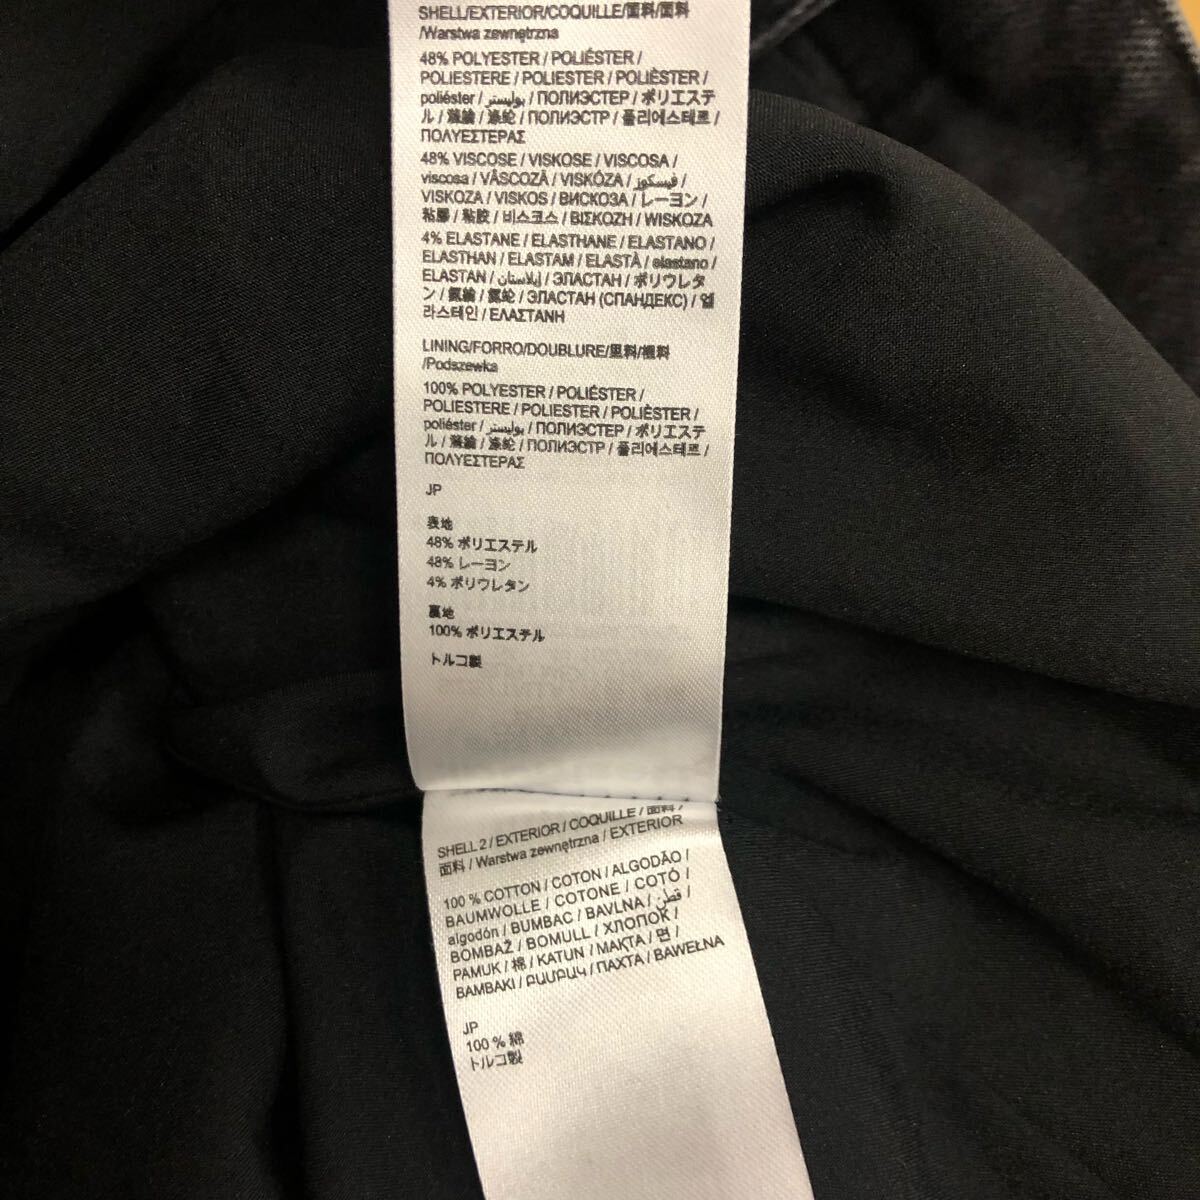 SHELL/EXTERIOR/COQUILLE/面料/面料
/Warstwa zewnętrzna
48% POLYESTER / POLIÉSTER /
POLIESTERE / POLIESTER / POLIÈSTER /
poliéster / بوليستر / ПОЛИЭСТЕР / ポリエステ
ル / 滌綸 / 涤纶 / ПОЛИЭСТР / 폴리에스테르 /
ΠΟΛΥΕΣΤΕΡΑΣ
48% VISCOSE / VISKOSE / VISCOSA /
viscosa / VÂSCOZĂ / VISKÓZA / فيسكوز /
VISKOZA / VISKOS / ВИСКОЗА / レーヨン /
粘膠 / 粘胶 / 비스코스 / ΒΙΣΚΟΖΗ / WISKOZA
4% ELASTANE / ELASTHANE / ELASTANO /
ELASTHAN / ELASTAM / ELASTÀ / elastano /
ELASTAN / إيلاستان / ЭЛАСТАН / ポリウレタ
ン / 氨綸 / 氨纶 / ЭЛАСТАН (СПАНДЕКС) / 엘
라스테인 / ΕΛΑΣΤΑΝΗ
LINING/FORRO/DOUBLURE/里料/裡料
/Podszewka
100% POLYESTER / POLIÉSTER /
POLIESTERE / POLIESTER / POLIÈSTER /
poliéster / بوليستر / ПОЛИЭСТЕР / ポリエステ
ル / 滌綸 / 涤纶 / ПОЛИЭСТР / 폴리에스테르 /
ΠΟΛΥΕΣΤΕΡΑΣ
JP
表地
48% ポリエステル
48% レーヨン
4% ポリウレタン
裏地
100% ポリエステル
トルコ製
SHELL 2 / EXTERIOR / COQUILLE / 面料 /
面料 / Warstwa zewnętrzna / EXTERIOR
100 % COTTON / COTON / ALGODÃO /
BAUMWOLLE / COTONE / COTÓ /
algodón / BUMBAC / BAVLNA / قطن /
BOMBAŽ / BOMULL / ХЛОПОК /
PAMUK / 棉 / KATUN / МАҚТА / 면 /
ΒΑΜΒΑΚΙ / ԲԱՄԲԱԿ / ПАХТА / BAWEŁNA
JP
100 % 綿
トルコ製